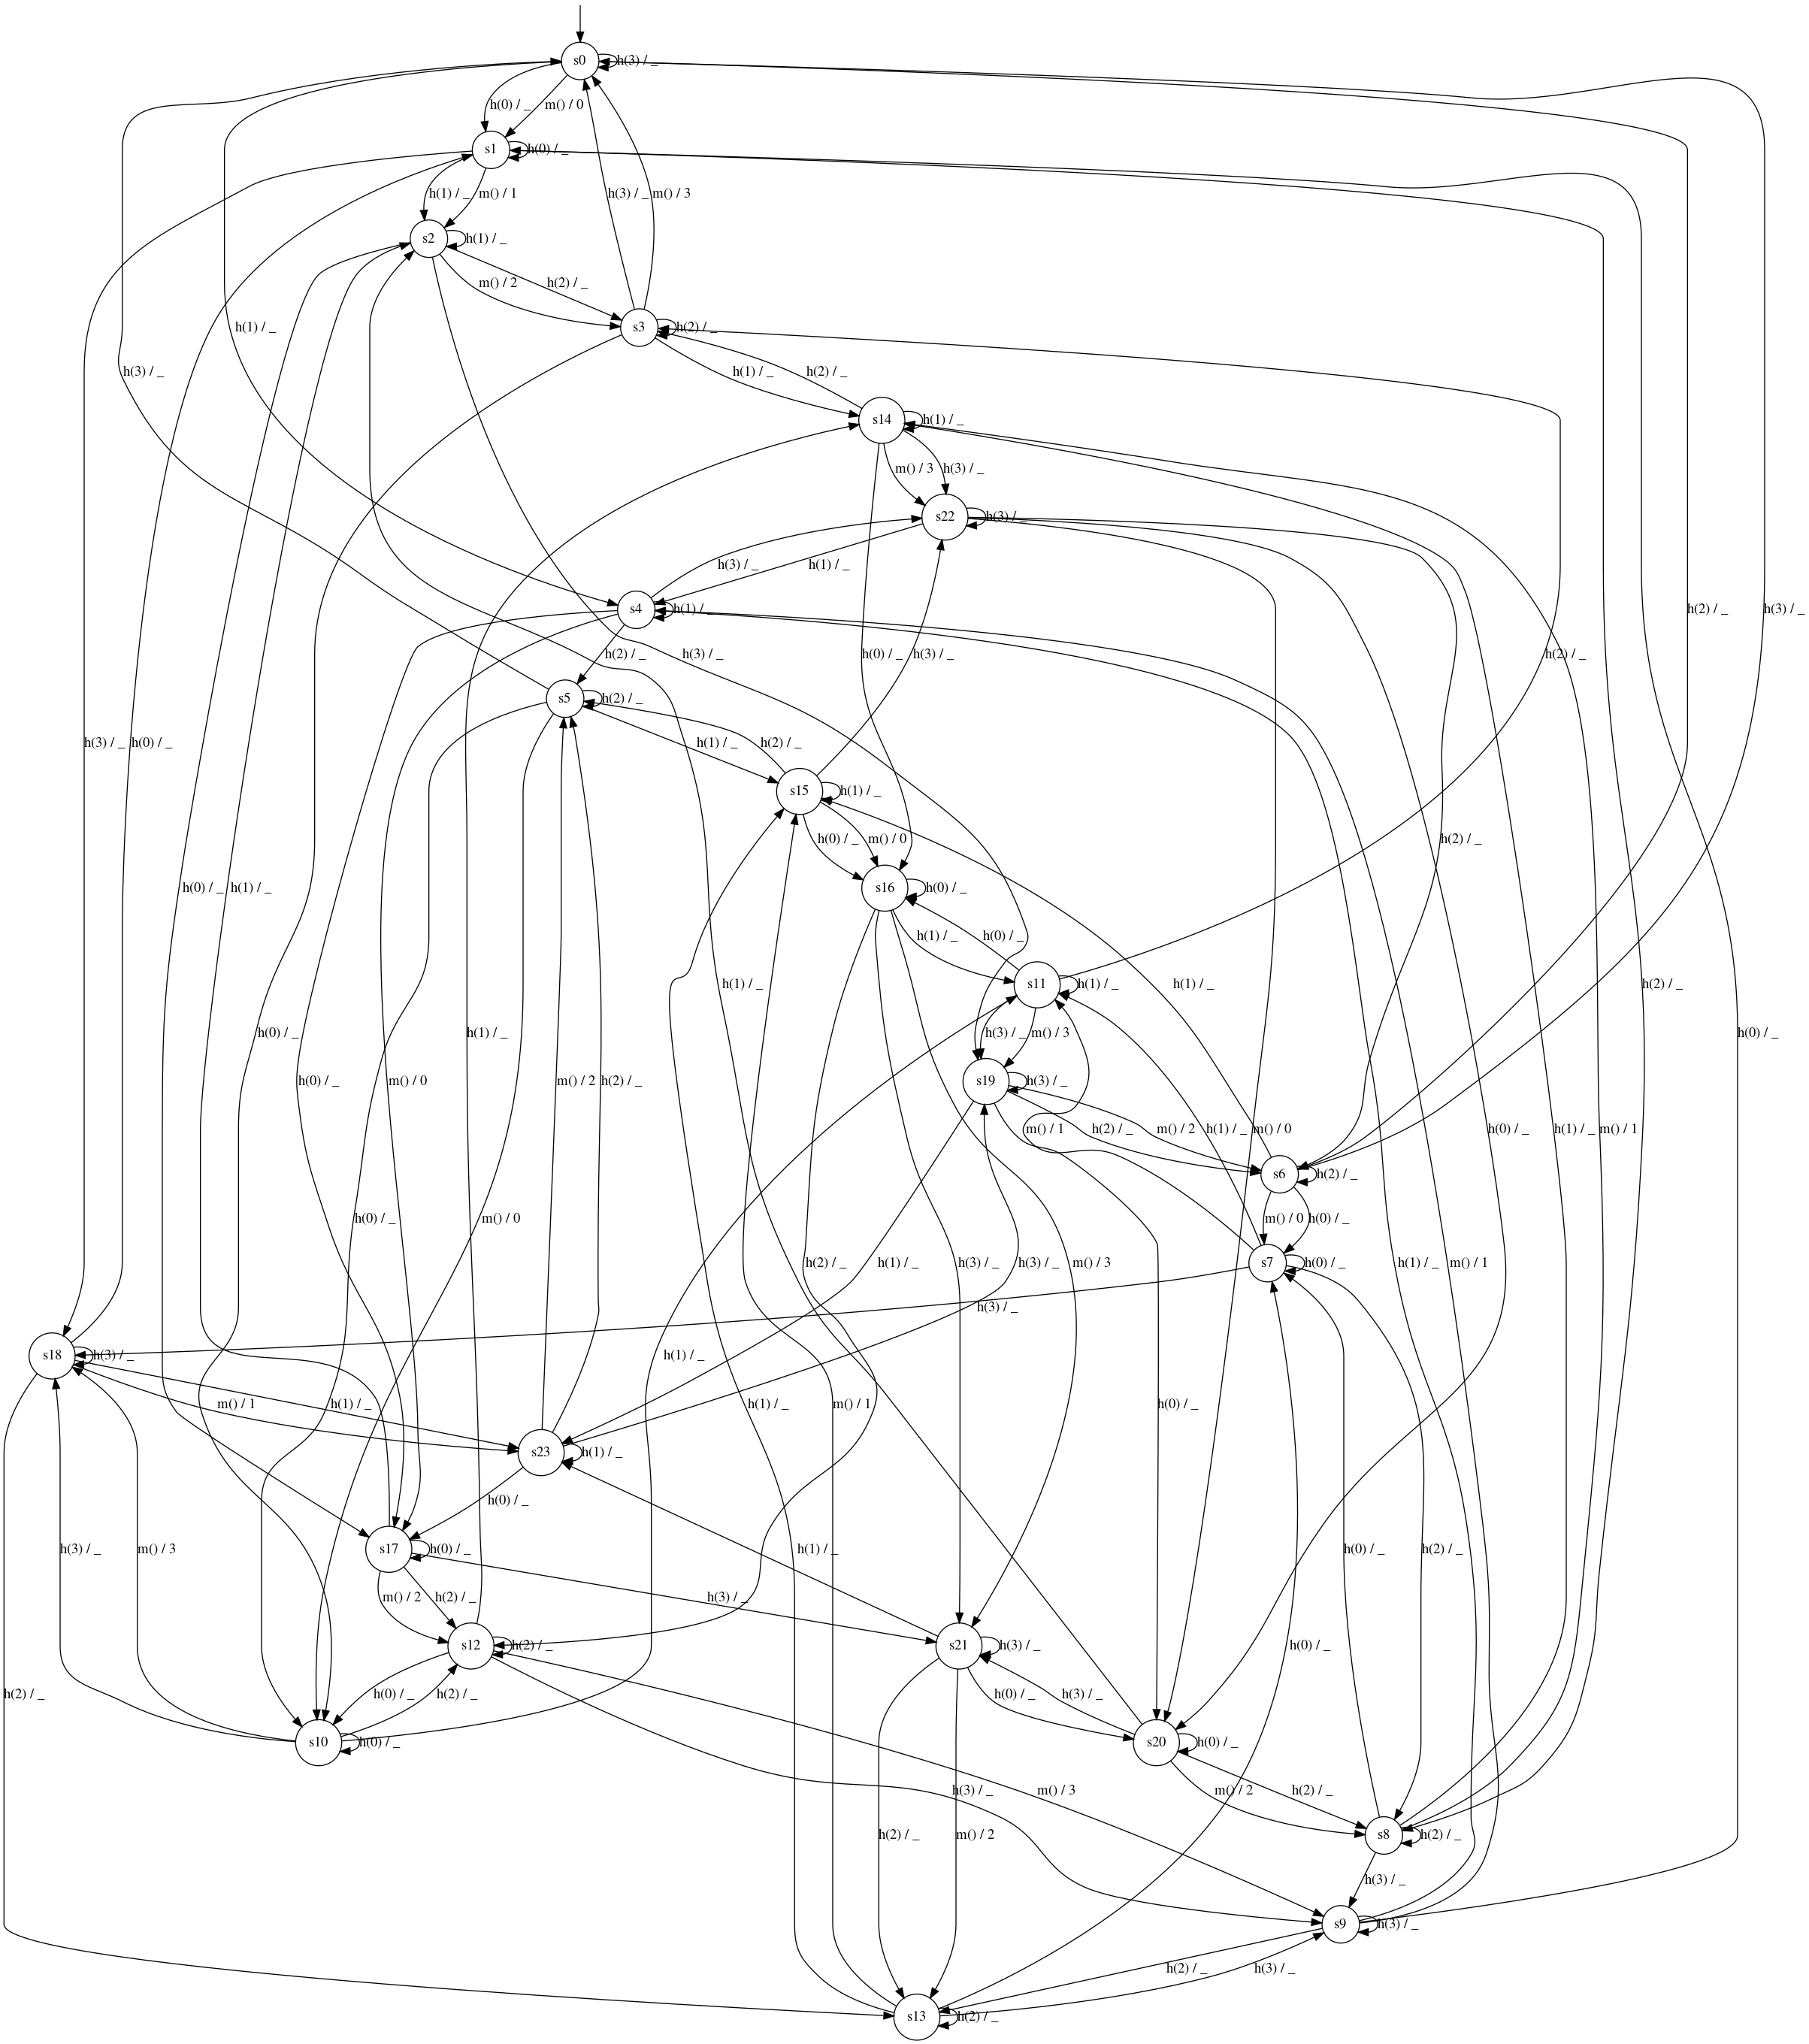 s0
h(3) / _
h(0) / _
m() / 0
s1
h(0) / _
h(1) / _
m() / 1
h(3) / _
m() / 3
s2
h(1) / _
m() / 2
h(2) / _
s3
h(2) / _
h(1) / _
h(3) / _
h(1) / _
h(2) / _
s14
h(1) / _
m() / 3
h(3) / _
s22
h(3) / _
h(3) / _
h(1) / _
s4
h(1) / _
h(2) / _
h(3) / _
h(2) / _
h(3) / _
h(0) / _
h(3) / _
h(2) / _
s5
h(2) / _
h(3) / _
h(0) / _
h(1) / _
h(2) / _
s15
h(1) / _
h(0) / _
m() / 0
h(2) / _
s16
h(0) / _
h(0) / _
h(1) / _
h(1) / _
h(0) / _
h(1) / _
h(2) / _
s11
h(1) / _
h(0) / _
h(1) / _
h(3) / _
m() / 3
h(0) / _
h(0) / _
m() / 0
m() / 2
h(2) / _
s19
h(3) / _
m() / 1
h(2) / _
m() / 2
h(1) / _
m() / 0
h(0) / _
h(1) / _
m() / 1
s6
h(2) / _
h(0) / _
m() / 0
m() / 0
h(0) / _
h(2) / _
h(3) / _
h(1) / _
h(3) / _
m() / 3
s7
h(0) / _
h(1) / _
m() / 1
h(3) / _
s18
h(3) / _
h(1) / _
m() / 1
h(1) / _
h(1) / _
m() / 1
h(0) / _
s23
h(1) / _
h(0) / _
h(3) / _
m() / 3
s17
h(0) / _
h(1) / _
h(0) / _
h(2) / _
m() / 2
h(2) / _
h(3) / _
s12
h(2) / _
s21
h(3) / _
h(0) / _
h(2) / _
h(2) / _
h(0) / _
h(3) / _
s10
h(0) / _
s20
h(0) / _
h(3) / _
m() / 3
m() / 2
h(2) / _
h(2) / _
m() / 2
s8
h(2) / _
h(3) / _
s9
h(3) / _
h(2) / _
h(3) / _
s13
h(2) / _